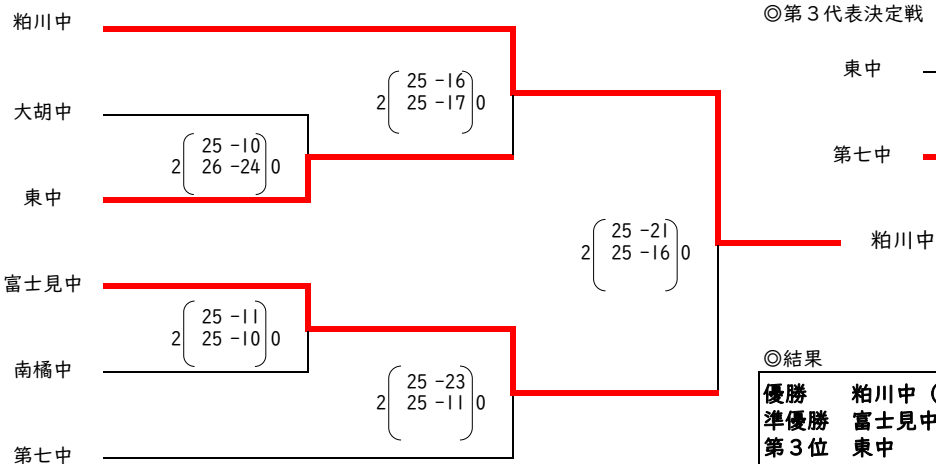 粕川中
◎第３代表決定戦
東中
25 -16
2 25 -17 0
大胡中
25 -10
2 26 -24 0
第七中
東中
25 -21
2 25 -16 0
粕川中
富士見中
25 -11
2 25 -10 0
南橘中
◎結果
25 -23
2 25 -11 0
優勝 粕川中（
準優勝 富士見中
第３位 東中
第七中